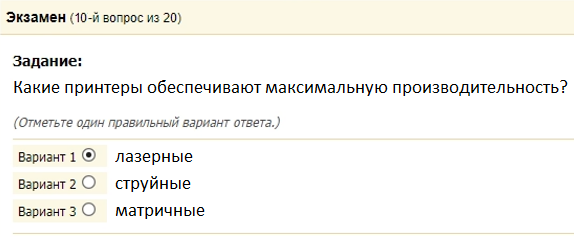 Экзамен (10-й вопрос из 20)
Задание:
Какие принтеры обеспечивают максимальную производительность?
(Отметьте один правильный вариант ответа.)
Вариант 1 лазерные
Вариант 2 струйные
Вариант 3 матричные